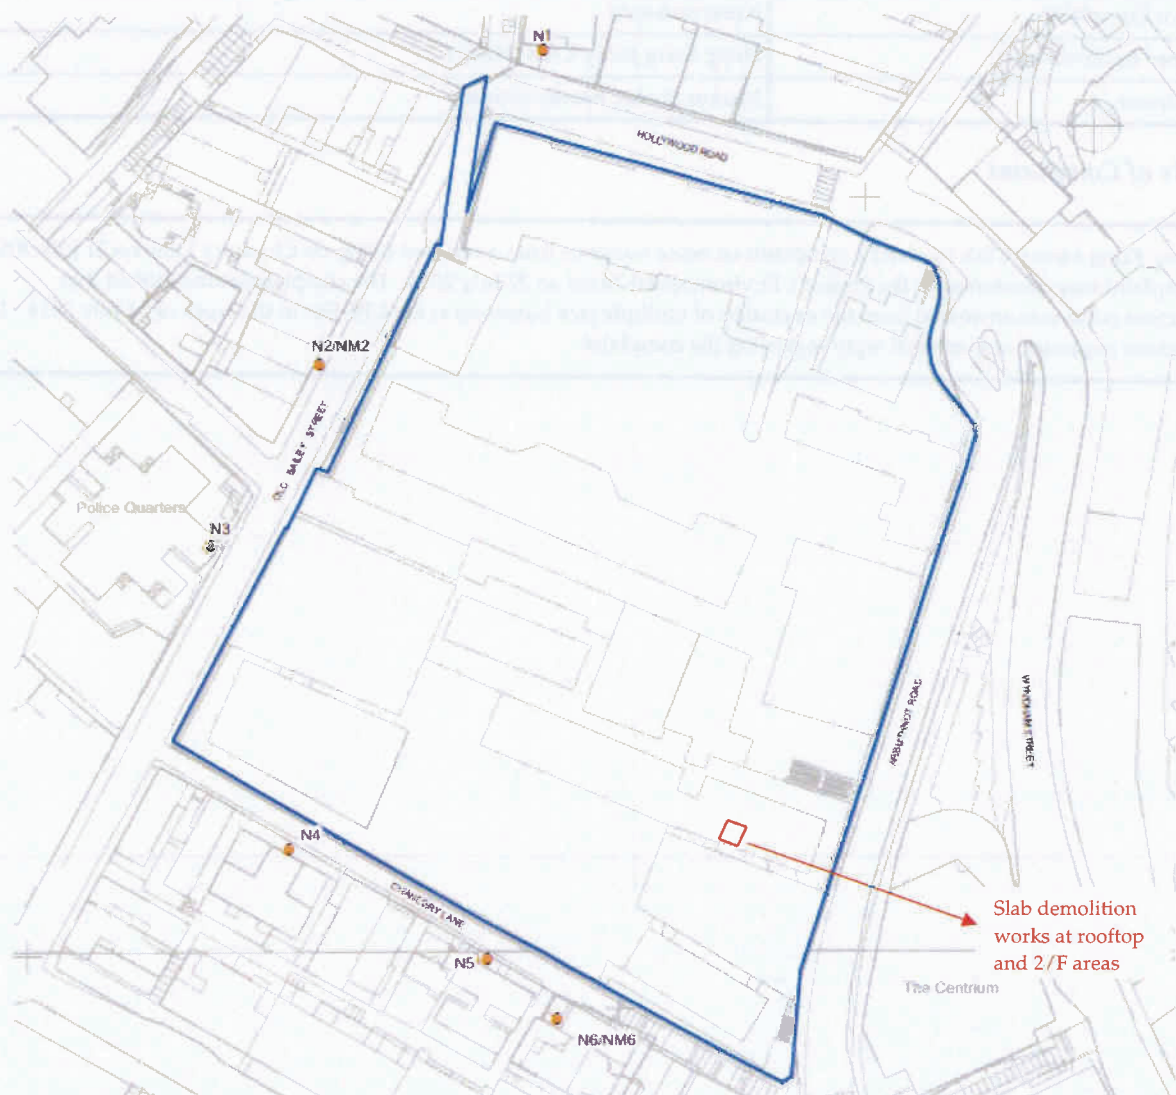 N1
HOLLYWOOD ROAD
N2/NM2
OLD BAILEY STREET
Police Quarters
N3
ARBUTHNOT ROAD
WYNDHAM STREET
N4
CHANCERY LANE
N5
N6/NM6
Slab demolition
works at rooftop
and 2/F areas
The Centrium